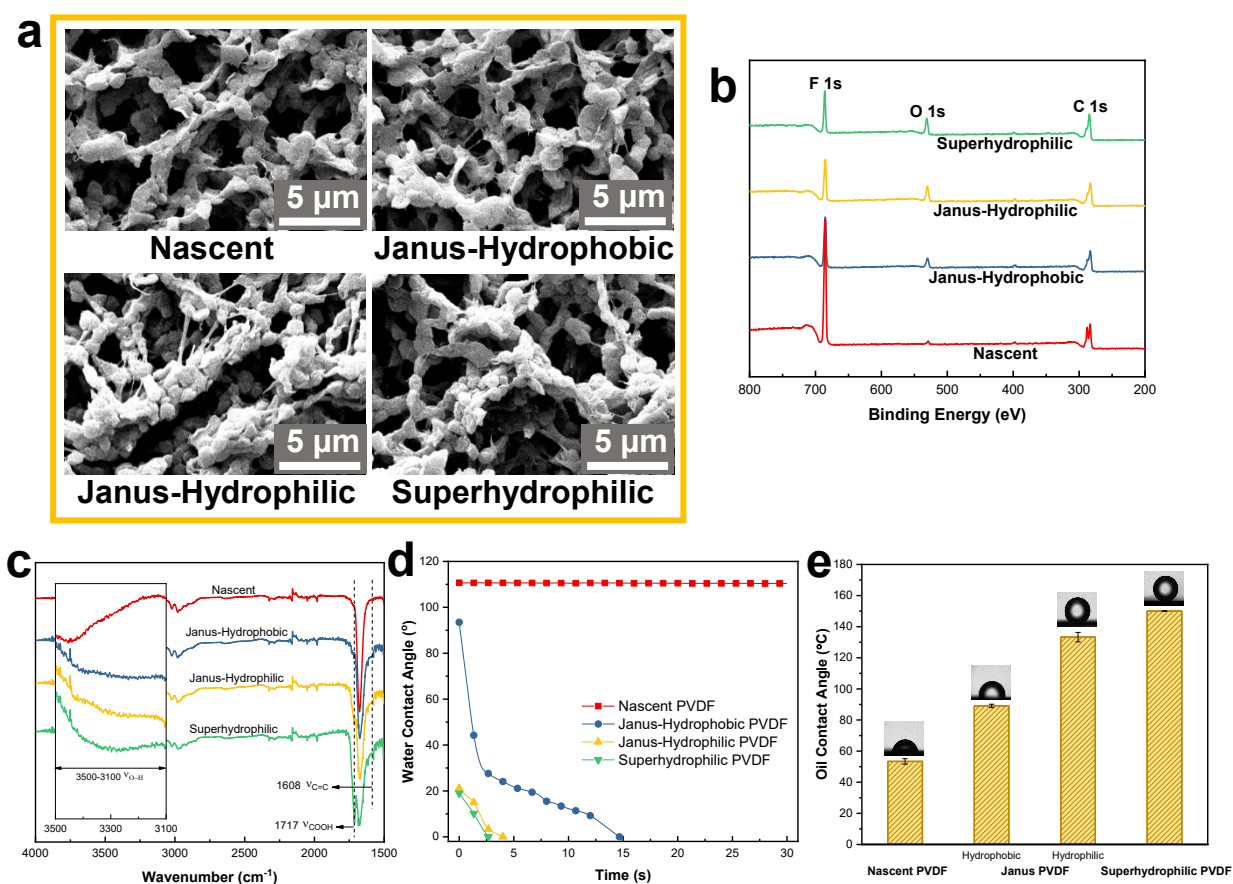 a
5 µm
5 µm
Nascent
Janus-Hydrophobic
5 µm
5 µm
Janus-Hydrophilic
Superhydrophilic
b
F 1s
O 1s
C 1s
Superhydrophilic
Janus-Hydrophilic
Janus-Hydrophobic
Nascent
800 700 600 500 400 300 200
Binding Energy (eV)
c
Nascent
Janus-Hydrophobic
Janus-Hydrophilic
Superhydrophilic
3500-3100 νO–H
1608 νC=C
1717 νCOOH
3500 3300 3100
4000 3500 3000 2500 2000 1500
Wavenumber (cm⁻¹)
d
Water Contact Angle (°)
120
100
80
60
40
20
0
Nascent PVDF
Janus-Hydrophobic PVDF
Janus-Hydrophilic PVDF
Superhydrophilic PVDF
0 5 10 15 20 25 30
Time (s)
e
Oil Contact Angle (°C)
180
160
140
120
100
80
60
40
20
0
Hydrophobic Hydrophilic
Nascent PVDF Janus PVDF Superhydrophilic PVDF